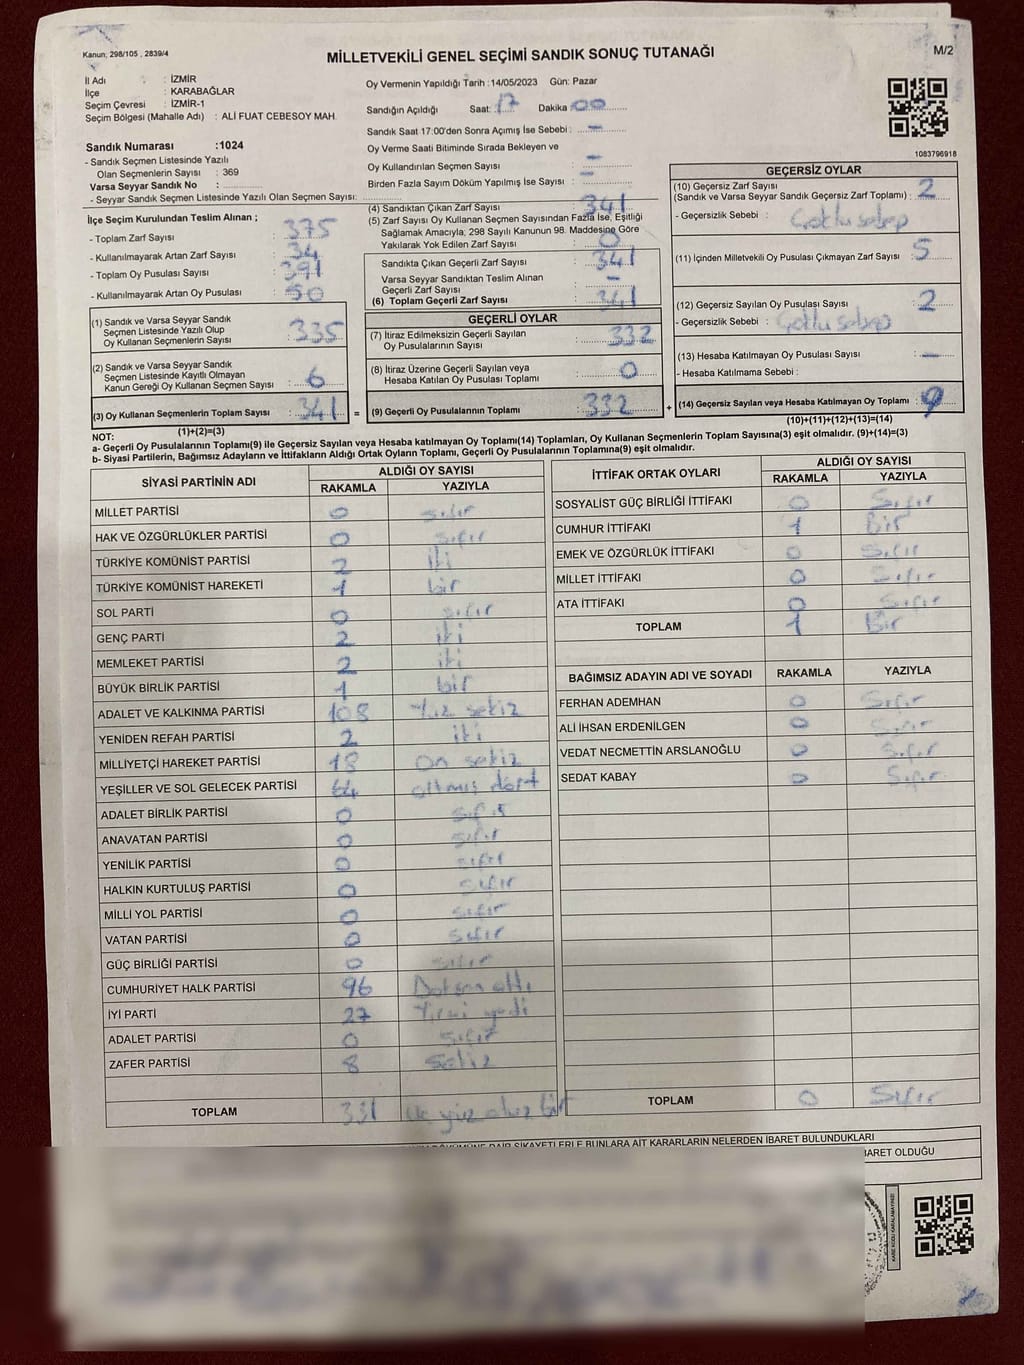 Kanun; 298/105 , 2839/4
MİLLETVEKİLİ GENEL SEÇİMİ SANDIK SONUÇ TUTANAĞI
M/2
İl Adı : İZMİR
İlçe : KARABAĞLAR
Seçim Çevresi : İZMİR-1
Seçim Bölgesi (Mahalle Adı) : ALİ FUAT CEBESOY MAH.
Oy Vermenin Yapıldığı Tarih :14/05/2023 Gün: Pazar
Sandığın Açıldığı Saat: 17 Dakika :00
Sandık Saat 17:00'den Sonra Açımış İse Sebebi : -
Oy Verme Saati Bitiminde Sırada Bekleyen ve
Oy Kullandırılan Seçmen Sayısı : -
Birden Fazla Sayım Döküm Yapılmış İse Sayısı : -
Sandık Numarası :1024
- Sandık Seçmen Listesinde Yazılı
Olan Seçmenlerin Sayısı : 369
Varsa Seyyar Sandık No :
- Seyyar Sandık Seçmen Listesinde Yazılı Olan Seçmen Sayısı:
1083796918
İlçe Seçim Kurulundan Teslim Alınan ;
- Toplam Zarf Sayısı : 375
- Kullanılmayarak Artan Zarf Sayısı : 34
- Toplam Oy Pusulası Sayısı : 391
- Kullanılmayarak Artan Oy Pusulası : 50
(1) Sandık ve Varsa Seyyar Sandık
Seçmen Listesinde Yazılı Olup
Oy Kullanan Seçmenlerin Sayısı : 335
(2) Sandık ve Varsa Seyyar Sandık
Seçmen Listesinde Kayıtlı Olmayan
Kanun Gereği Oy Kullanan Seçmen Sayısı : 6
(3) Oy Kullanan Seçmenlerin Toplam Sayısı : 341 =
(1)+(2)=(3)
(4) Sandıktan Çıkan Zarf Sayısı : 341
(5) Zarf Sayısı Oy Kullanan Seçmen Sayısından Fazla İse, Eşitliği
Sağlamak Amacıyla, 298 Sayılı Kanunun 98. Maddesine Göre
Yakılarak Yok Edilen Zarf Sayısı : 0
Sandıkta Çıkan Geçerli Zarf Sayısı : 341
Varsa Seyyar Sandıktan Teslim Alınan
Geçerli Zarf Sayısı : -
(6) Toplam Geçerli Zarf Sayısı : 341
GEÇERLİ OYLAR
(7) İtiraz Edilmeksizin Geçerli Sayılan
Oy Pusulalarının Sayısı : 332
(8) İtiraz Üzerine Geçerli Sayılan veya
Hesaba Katılan Oy Pusulası Toplamı : 0
(9) Geçerli Oy Pusulalarının Toplamı : 332 +
GEÇERSİZ OYLAR
(10) Geçersiz Zarf Sayısı
(Sandık ve Varsa Seyyar Sandık Geçersiz Zarf Toplamı) : 2
- Geçersizlik Sebebi : Çoklu sebep
(11) İçinden Milletvekili Oy Pusulası Çıkmayan Zarf Sayısı : 5
(12) Geçersiz Sayılan Oy Pusulası Sayısı : 2
- Geçersizlik Sebebi : Çoklu sebep
(13) Hesaba Katılmayan Oy Pusulası Sayısı : -
- Hesaba Katılmama Sebebi :
(14) Geçersiz Sayılan veya Hesaba Katılmayan Oy Toplamı : 9
(10)+(11)+(12)+(13)=(14)
NOT:
a- Geçerli Oy Pusulalarının Toplamı(9) ile Geçersiz Sayılan veya Hesaba katılmayan Oy Toplamı(14) Toplamları, Oy Kullanan Seçmenlerin Toplam Sayısına(3) eşit olmalıdır. (9)+(14)=(3)
b- Siyasi Partilerin, Bağımsız Adayların ve İttifakların Aldığı Ortak Oyların Toplamı, Geçerli Oy Pusulalarının Toplamına(9) eşit olmalıdır.
SİYASİ PARTİNİN ADI ALDIĞI OY SAYISI
RAKAMLA YAZIYLA
MİLLET PARTİSİ 0 sıfır
HAK VE ÖZGÜRLÜKLER PARTİSİ 0 sıfır
TÜRKİYE KOMÜNİST PARTİSİ 2 iki
TÜRKİYE KOMÜNİST HAREKETİ 1 bir
SOL PARTİ 0 sıfır
GENÇ PARTİ 2 iki
MEMLEKET PARTİSİ 2 iki
BÜYÜK BİRLİK PARTİSİ 1 bir
ADALET VE KALKINMA PARTİSİ 108 Yüz sekiz
YENİDEN REFAH PARTİSİ 2 iki
MİLLİYETÇİ HAREKET PARTİSİ 18 on sekiz
YEŞİLLER VE SOL GELECEK PARTİSİ 64 altmış dört
ADALET BİRLİK PARTİSİ 0 sıfır
ANAVATAN PARTİSİ 0 sıfır
YENİLİK PARTİSİ 0 sıfır
HALKIN KURTULUŞ PARTİSİ 0 sıfır
MİLLİ YOL PARTİSİ 0 sıfır
VATAN PARTİSİ 0 sıfır
GÜÇ BİRLİĞİ PARTİSİ 0 sıfır
CUMHURİYET HALK PARTİSİ 96 Doksan altı
İYİ PARTİ 27 Yirmi yedi
ADALET PARTİSİ 0 sıfır
ZAFER PARTİSİ 8 sekiz
TOPLAM 331 üç yüz otuz bir
İTTİFAK ORTAK OYLARI ALDIĞI OY SAYISI
RAKAMLA YAZIYLA
SOSYALİST GÜÇ BİRLİĞİ İTTİFAKI 0 Sıfır
CUMHUR İTTİFAKI 1 Bir
EMEK VE ÖZGÜRLÜK İTTİFAKI 0 Sıfır
MİLLET İTTİFAKI 0 Sıfır
ATA İTTİFAKI 0 Sıfır
TOPLAM 1 Bir
BAĞIMSIZ ADAYIN ADI VE SOYADI RAKAMLA YAZIYLA
FERHAN ADEMHAN 0 Sıfır
ALİ İHSAN ERDENİLGEN 0 Sıfır
VEDAT NECMETTİN ARSLANOĞLU 0 Sıfır
SEDAT KABAY 0 Sıfır
TOPLAM 0 Sıfır
DAİR ŞİKAYETLERLE BUNLARA AİT KARARLARIN NELERDEN İBARET BULUNDUKLARI
OLDUĞU